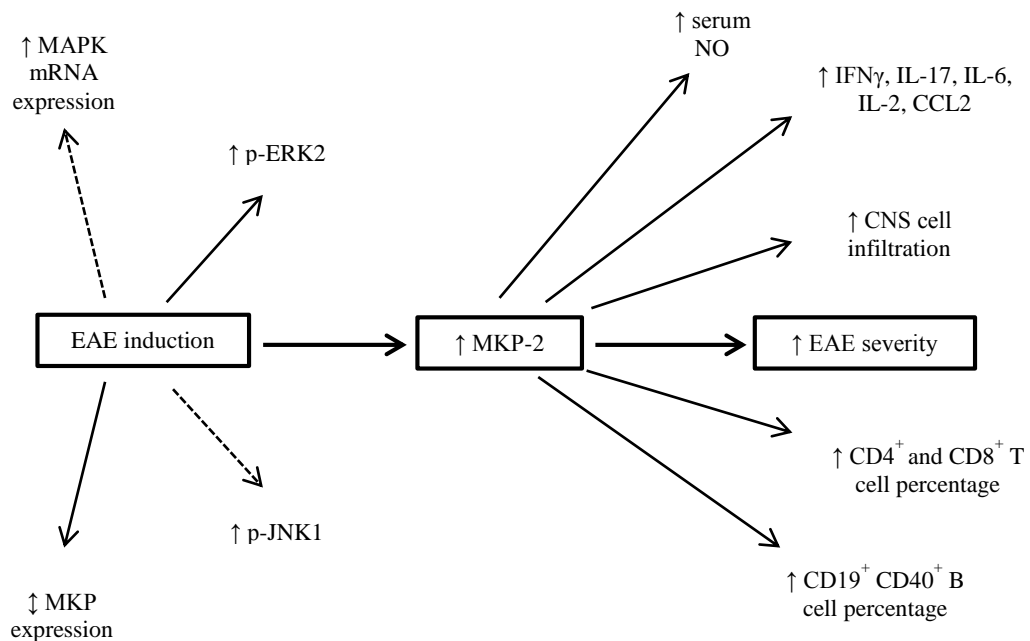 ↑ MAPK
mRNA
expression
↑ p-ERK2
EAE induction
↑ p-JNK1
↕ MKP
expression
↑ MKP-2
↑ serum
NO
↑ IFNγ, IL-17, IL-6,
IL-2, CCL2
↑ CNS cell
infiltration
↑ EAE severity
↑ CD4⁺ and CD8⁺ T
cell percentage
↑ CD19⁺ CD40⁺ B
cell percentage